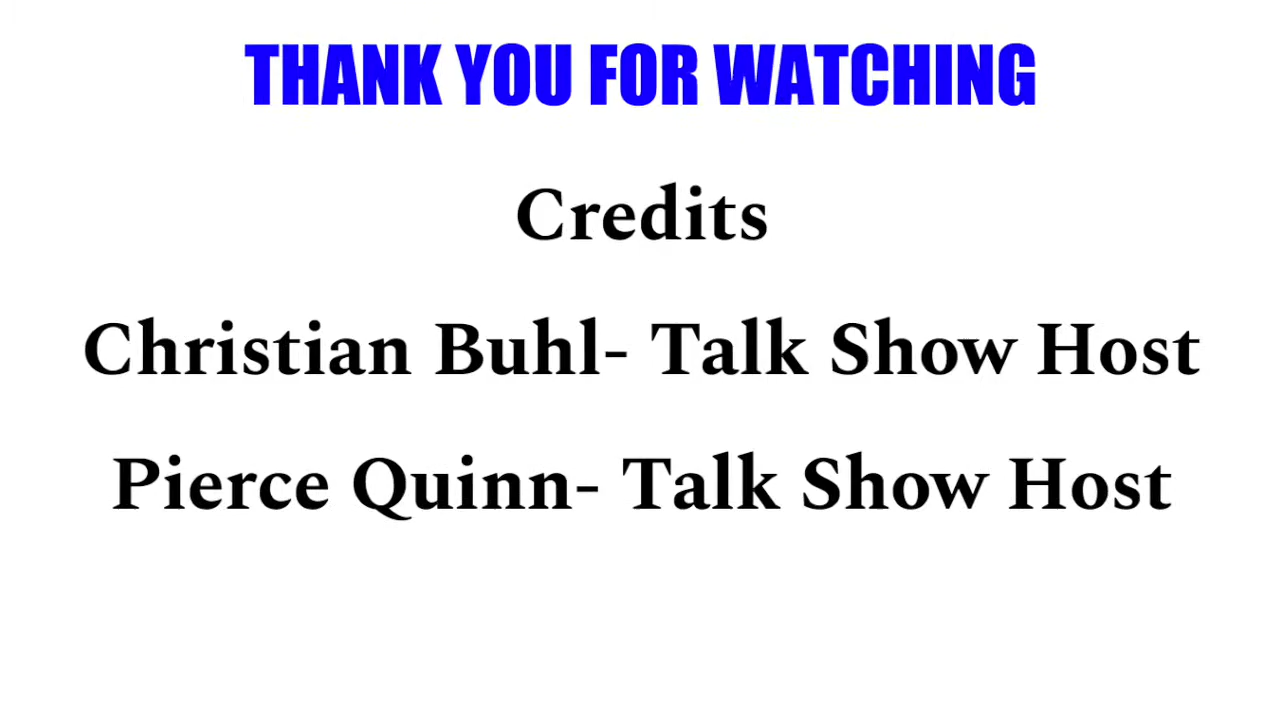 THANK YOU FOR WATCHING
Credits
Christian Buhl- Talk Show Host
Pierce Quinn- Talk Show Host